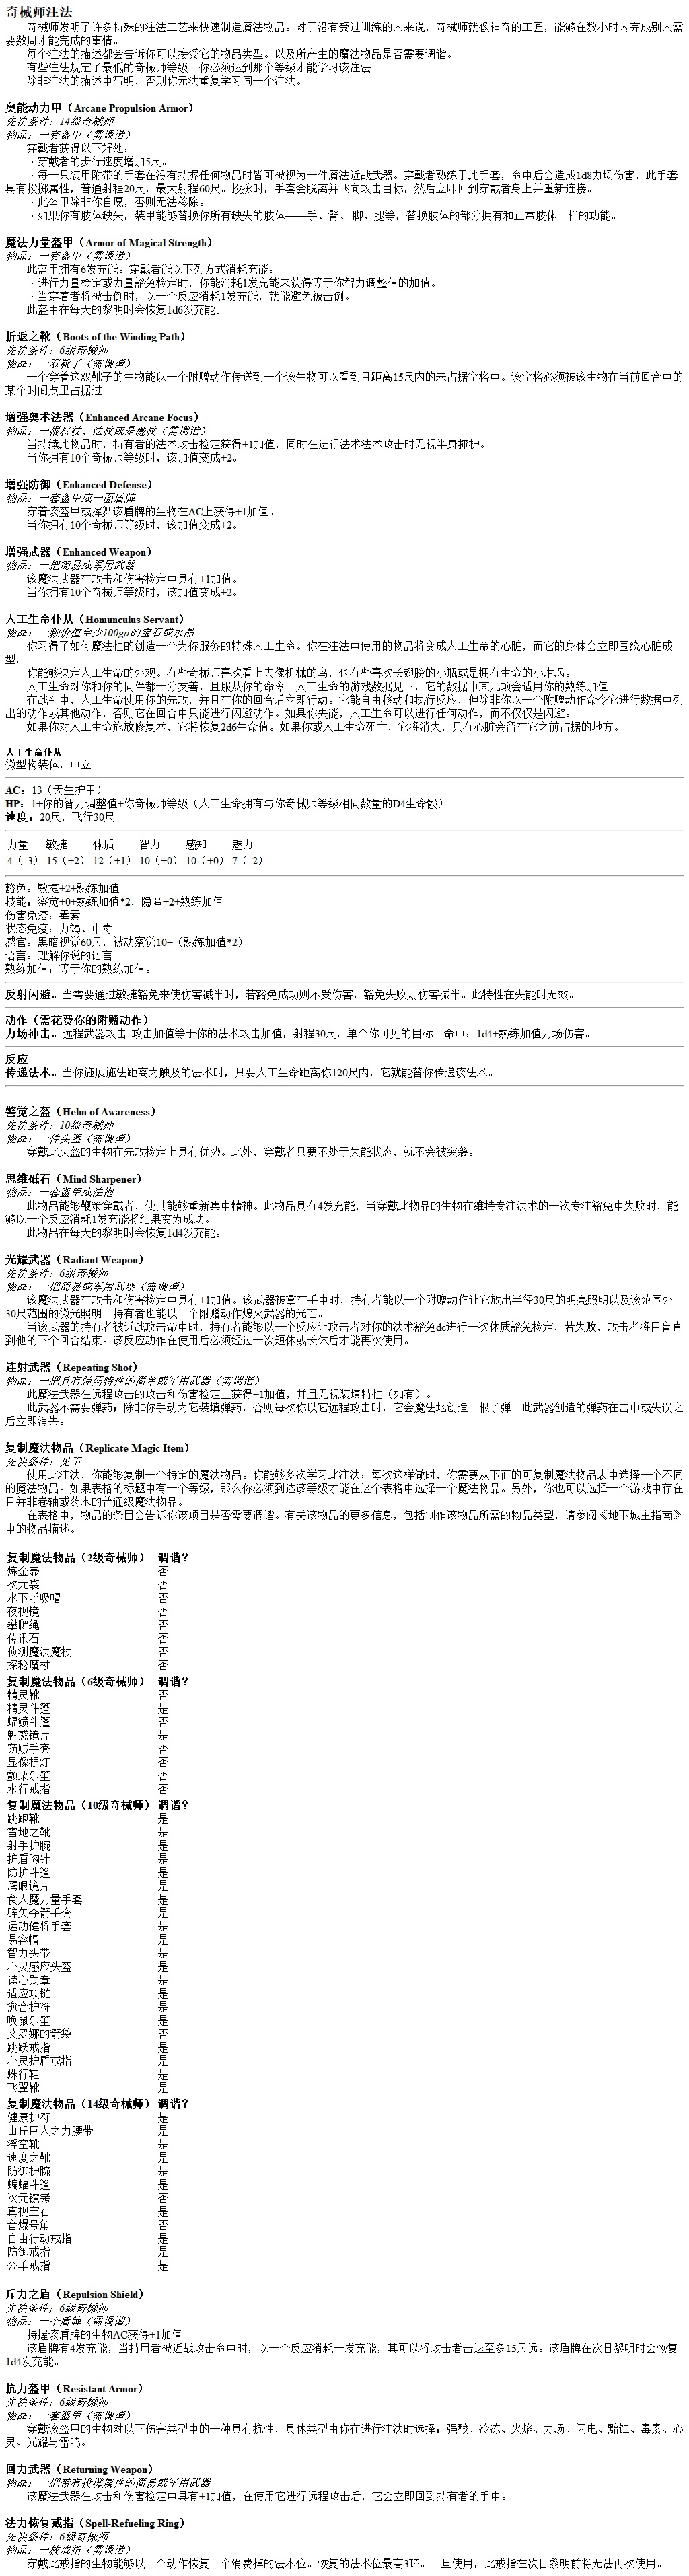 奇械师注法
奇械师发明了许多特殊的注法工艺来快速制造魔法物品。对于没有受过训练的人来说，奇械师就像神奇的工匠，能够在数小时内完成别人需
要数周才能完成的事情。
每个注法的描述都会告诉你可以接受它的物品类型。以及所产生的魔法物品是否需要调谐。
有些注法规定了最低的奇械师等级。你必须达到那个等级才能学习该注法。
除非注法的描述中写明，否则你无法重复学习同一个注法。
奥能动力甲（Arcane Propulsion Armor）
先决条件：14级奇械师
物品：一套盔甲（需调谐）
穿戴者获得以下好处：
·穿戴者的步行速度增加5尺。
·每一只装甲附带的手套在没有持握任何物品时皆可被视为一件魔法近战武器。穿戴者熟练于此手套，命中后会造成1d8力场伤害，此手套
具有投掷属性，普通射程20尺，最大射程60尺。投掷时，手套会脱离并飞向攻击目标，然后立即回到穿戴者身上并重新连接。
·此盔甲除非你自愿，否则无法移除。
·如果你有肢体缺失，装甲能够替换你所有缺失的肢体——手、臂、脚、腿等，替换肢体的部分拥有和正常肢体一样的功能。
魔法力量盔甲（Armor of Magical Strength）
物品：一套盔甲（需调谐）
此盔甲拥有6发充能。穿戴者能以下列方式消耗充能：
·进行力量检定或力量豁免检定时，你能消耗1发充能来获得等于你智力调整值的加值。
·当穿着者将被击倒时，以一个反应消耗1发充能，就能避免被击倒。
此盔甲在每天的黎明时会恢复1d6发充能。
折返之靴（Boots of the Winding Path）
先决条件：6级奇械师
物品：一双靴子（需调谐）
一个穿着这双靴子的生物能以一个附赠动作传送到一个该生物可以看到且距离15尺内的未占据空格中。该空格必须被该生物在当前回合中的
某个时间点里占据过。
增强奥术法器（Enhanced Arcane Focus）
物品：一根权杖、法杖或是魔杖（需调谐）
当持续此物品时，持有者的法术攻击检定获得+1加值，同时在进行法术法术攻击时无视半身掩护。
当你拥有10个奇械师等级时，该加值变成+2。
增强防御（Enhanced Defense）
物品：一套盔甲或一面盾牌
穿着该盔甲或挥舞该盾牌的生物在AC上获得+1加值。
当你拥有10个奇械师等级时，该加值变成+2。
增强武器（Enhanced Weapon）
物品：一把简易或军用武器
该魔法武器在攻击和伤害检定中具有+1加值。
当你拥有10个奇械师等级时，该加值变成+2。
人工生命仆从（Homunculus Servant）
物品：一颗价值至少100gp的宝石或水晶
你习得了如何魔法性的创造一个为你服务的特殊人工生命。你在注法中使用的物品将变成人工生命的心脏，而它的身体会立即围绕心脏成
型。
你能够决定人工生命的外观。有些奇械师喜欢看上去像机械的鸟，也有些喜欢长翅膀的小瓶或是拥有生命的小坩埚。
人工生命对你和你的同伴都十分友善，且服从你的命令。人工生命的游戏数据见下，它的数据中某几项会适用你的熟练加值。
在战斗中，人工生命使用你的先攻，并且在你的回合后立即行动。它能自由移动和执行反应，但除非你以一个附赠动作命令它进行数据中列
出的动作或其他动作，否则它在回合中只能进行闪避动作。如果你失能，人工生命可以进行任何动作，而不仅仅是闪避。
如果你对人工生命施放修复术，它将恢复2d6生命值。如果你或人工生命死亡，它将消失，只有心脏会留在它之前占据的地方。
人工生命仆从
微型构装体，中立
AC：13（天生护甲）
HP：1+你的智力调整值+你奇械师等级（人工生命拥有与你奇械师等级相同数量的D4生命骰）
速度：20尺，飞行30尺
力量 敏捷 体质 智力 感知 魅力
4（-3） 15（+2） 12（+1） 10（+0） 10（+0） 7（-2）
豁免：敏捷+2+熟练加值
技能：察觉+0+熟练加值*2，隐匿+2+熟练加值
伤害免疫：毒素
状态免疫：力竭、中毒
感官：黑暗视觉60尺，被动察觉10+（熟练加值*2）
语言：理解你说的语言
熟练加值：等于你的熟练加值。
反射闪避。当需要通过敏捷豁免来使伤害减半时，若豁免成功则不受伤害，豁免失败则伤害减半。此特性在失能时无效。
动作（需花费你的附赠动作）
力场冲击。远程武器攻击: 攻击加值等于你的法术攻击加值，射程30尺，单个你可见的目标。命中：1d4+熟练加值力场伤害。
反应
传递法术。当你施展施法距离为触及的法术时，只要人工生命距离你120尺内，它就能替你传递该法术。
警觉之盔（Helm of Awareness）
先决条件：10级奇械师
物品：一件头盔（需调谐）
穿戴此头盔的生物在先攻检定上具有优势。此外，穿戴者只要不处于失能状态，就不会被突袭。
思维砥石（Mind Sharpener）
物品：一套盔甲或法袍
此物品能够鞭策穿戴者，使其能够重新集中精神。此物品具有4发充能，当穿戴此物品的生物在维持专注法术的一次专注豁免中失败时，能
够以一个反应消耗1发充能将结果变为成功。
此物品在每天的黎明时会恢复1d4发充能。
光耀武器（Radiant Weapon）
先决条件：6级奇械师
物品：一把简易或军用武器（需调谐）
该魔法武器在攻击和伤害检定中具有+1加值。该武器被拿在手中时，持有者能以一个附赠动作让它放出半径30尺的明亮照明以及该范围外
30尺范围的微光照明。持有者也能以一个附赠动作熄灭武器的光芒。
当该武器的持有者被近战攻击命中时，持有者能够以一个反应让攻击者对你的法术豁免dc进行一次体质豁免检定，若失败，攻击者将目盲直
到他的下个回合结束。该反应动作在使用后必须经过一次短休或长休后才能再次使用。
连射武器（Repeating Shot）
物品：一把具有弹药特性的简单或军用武器（需调谐）
此魔法武器在远程攻击的攻击和伤害检定上获得+1加值，并且无视装填特性（如有）。
此武器不需要弹药；除非你手动为它装填弹药，否则每次你以它远程攻击时，它会魔法地创造一根子弹。此武器创造的弹药在击中或失误之
后立即消失。
复制魔法物品（Replicate Magic Item）
先决条件：见下
使用此注法，你能够复制一个特定的魔法物品。你能够多次学习此注法；每次这样做时，你需要从下面的可复制魔法物品表中选择一个不同
的魔法物品。如果表格的标题中有一个等级，那么你必须到达该等级才能在这个表格中选择一个魔法物品。另外，你也可以选择一个游戏中存在
且并非卷轴或药水的普通级魔法物品。
在表格中，物品的条目会告诉你该项目是否需要调谐。有关该物品的更多信息，包括制作该物品所需的物品类型，请参阅《地下城主指南》
中的物品描述。
复制魔法物品（2级奇械师） 调谐？
炼金壶 否
次元袋 否
水下呼吸帽 否
夜视镜 否
攀爬绳 否
传讯石 否
侦测魔法魔杖 否
探秘魔杖 否
复制魔法物品（6级奇械师） 调谐？
精灵靴 否
精灵斗篷 是
蝠鲼斗篷 否
魅惑镜片 是
窃贼手套 否
显像提灯 否
颤栗乐笙 否
水行戒指 否
复制魔法物品（10级奇械师） 调谐？
跳跑靴 是
雪地之靴 是
射手护腕 是
护盾胸针 是
防护斗篷 是
鹰眼镜片 是
食人魔力量手套 是
辟矢夺箭手套 是
运动健将手套 是
易容帽 是
智力头带 是
心灵感应头盔 是
读心勋章 是
适应项链 是
愈合护符 是
唤鼠乐笙 是
艾罗娜的箭袋 否
跳跃戒指 是
心灵护盾戒指 是
蛛行鞋 是
飞翼靴 是
复制魔法物品（14级奇械师） 调谐？
健康护符 是
山丘巨人之力腰带 是
浮空靴 是
速度之靴 是
防御护腕 是
蝙蝠斗篷 是
次元镣铐 否
真视宝石 是
音爆号角 否
自由行动戒指 是
防御戒指 是
公羊戒指 是
斥力之盾（Repulsion Shield）
先决条件；6级奇械师
物品：一个盾牌（需调谐）
持握该盾牌的生物AC获得+1加值
该盾牌有4发充能，当持用者被近战攻击命中时，以一个反应消耗一发充能，其可以将攻击者击退至多15尺远。该盾牌在次日黎明时会恢复
1d4发充能。
抗力盔甲（Resistant Armor）
先决条件：6级奇械师
物品：一套盔甲（需调谐）
穿戴该盔甲的生物对以下伤害类型中的一种具有抗性，具体类型由你在进行注法时选择：强酸、冷冻、火焰、力场、闪电、黯蚀、毒素、心
灵、光耀与雷鸣。
回力武器（Returning Weapon）
物品：一把带有投掷属性的简易或军用武器
该魔法武器在攻击和伤害检定中具有+1加值，在使用它进行远程攻击后，它会立即回到持有者的手中。
法力恢复戒指（Spell-Refueling Ring）
先决条件：6级奇械师
物品：一枚戒指（需调谐）
穿戴此戒指的生物能够以一个动作恢复一个消费掉的法术位。恢复的法术位最高3环。一旦使用，此戒指在次日黎明前将无法再次使用。